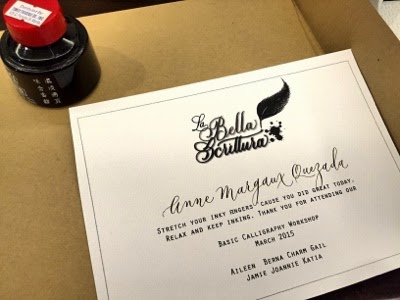 La
Bella
Scrittura
Anne Margaux Quezada
Stretch your inky fingers 'cause you did great today.
Relax and keep inking. Thank you for attending our
Basic Calligraphy Workshop
March 2015
Aileen Berna Charm Gail
Jamie Joannie Katia